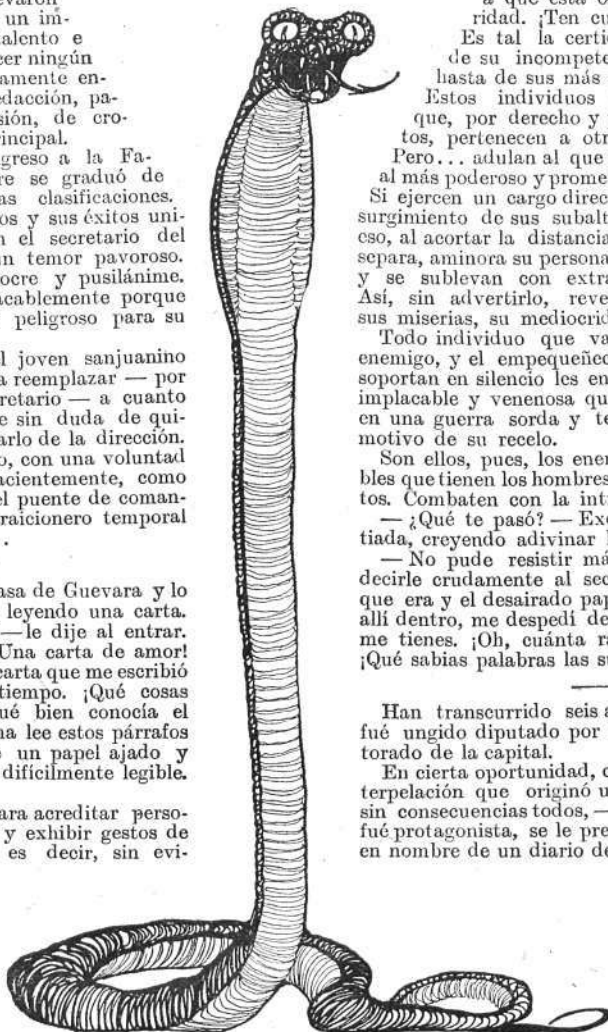 un im-
talento e
cer ningún
amente en-
edacción, pa-
sión, de cro-
rincipal.
greso a la Fa-
re se graduó de
as clasificaciones.
os y sus éxitos uni-
n el secretario del
un temor pavoroso.
ocre y pusilánime.
acablemente porque
peligroso para su
l joven sanjuanino
a reemplazar — por
retario — a cuanto
e sin duda de qui-
arlo de la dirección.
o, con una voluntad
acientemente, como
el puente de coman-
raicionero temporal
.
asa de Guevara y lo
leyendo una carta.
—le dije al entrar.
Una carta de amor!
carta que me escribió
tiempo. ¡Qué cosas
ué bien conocía el
na lee estos párrafos
un papel ajado y
difícilmente legible.
ara acreditar perso-
y exhibir gestos de
es decir, sin evi-
ridad. ¡Ten cu
Es tal la certid
de su incompete
hasta de sus más
Estos individuos
que, por derecho y
tos, pertenecen a otr
Pero... adulan al que
al más poderoso y prome
Si ejercen un cargo direc
surgimiento de sus subalt
eso, al acortar la distancia
separa, aminora su persona
y se sublevan con extra
Así, sin advertirlo, reve
sus miserias, su mediocrid
Todo individuo que va
enemigo, y el empequeñec
soportan en silencio les en
implacable y venenosa qu
en una guerra sorda y te
motivo de su recelo.
Son ellos, pues, los enen
bles que tienen los hombres
tos. Combaten con la intr
— ¿Qué te pasó? — Exc
tiada, creyendo adivinar l
— No pude resistir má
decirle crudamente al sec
que era y el desairado pap
allí dentro, me despedí de
me tienes. ¡Oh, cuánta ra
¡Qué sabias palabras las su
Han transcurrido seis a
fué ungido diputado por
torado de la capital.
En cierta oportunidad, c
terpelación que originó u
sin consecuencias todos, —
fué protagonista, se le pre
en nombre de un diario de